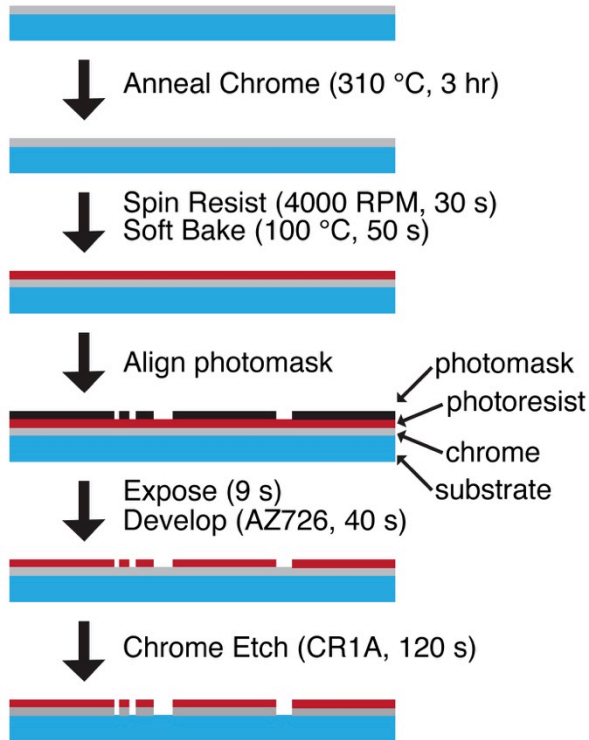 Anneal Chrome (310 °C, 3 hr)
Spin Resist (4000 RPM, 30 s)
Soft Bake (100 °C, 50 s)
Align photomask
photomask
photoresist
chrome
substrate
Expose (9 s)
Develop (AZ726, 40 s)
Chrome Etch (CR1A, 120 s)